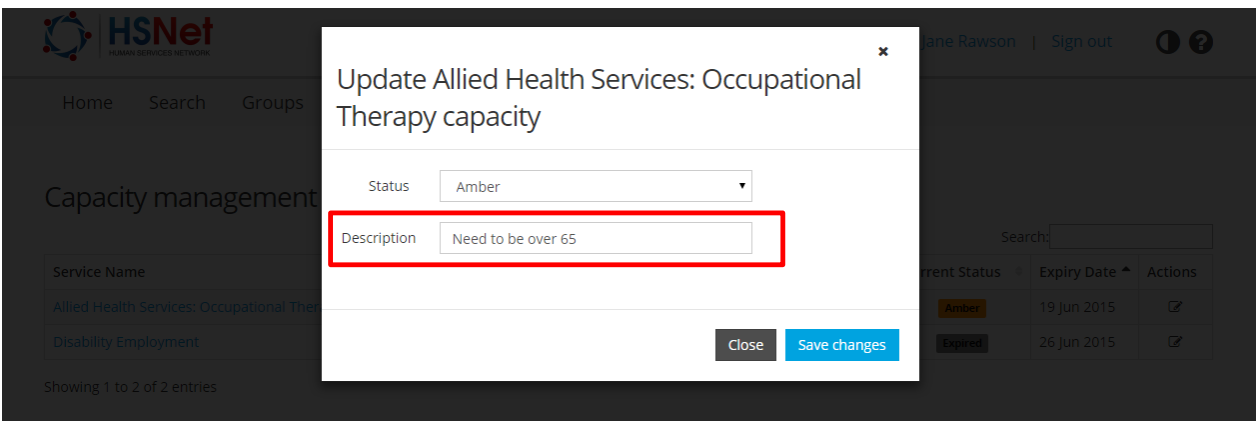 HSNet
HUMAN SERVICES NETWORK
Jane Rawson | Sign out
Home Search Groups
Update Allied Health Services: Occupational
Therapy capacity
Status Amber
Description Need to be over 65
Close Save changes
Capacity management
Search:
Service Name rrent Status Expiry Date Actions
Allied Health Services: Occupational Ther Amber 19 Jun 2015
Disability Employment Expired 26 Jun 2015
Showing 1 to 2 of 2 entries